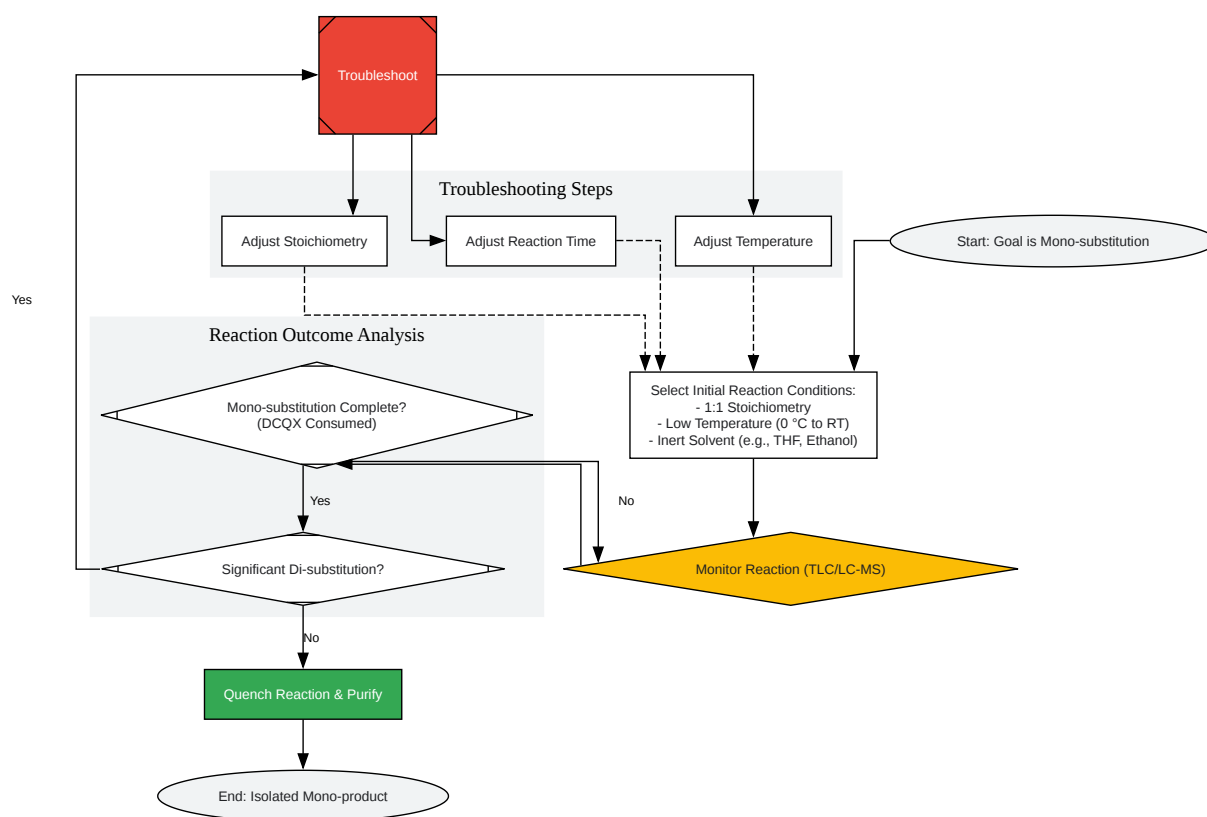 Troubleshoot
Troubleshooting Steps
Adjust Stoichiometry
Adjust Reaction Time
Adjust Temperature
Start: Goal is Mono-substitution
Yes
Reaction Outcome Analysis
Mono-substitution Complete?
(DCQX Consumed)
Select Initial Reaction Conditions:
- 1:1 Stoichiometry
- Low Temperature (0 °C to RT)
- Inert Solvent (e.g., THF, Ethanol)
Yes
No
Significant Di-substitution?
Monitor Reaction (TLC/LC-MS)
No
Quench Reaction & Purify
End: Isolated Mono-product